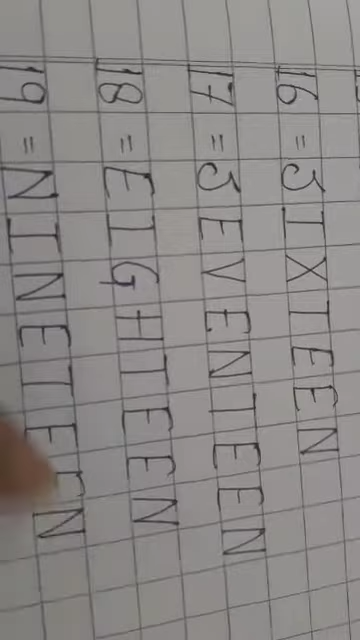 16 = SIXTEEN
17 = SEVENTEEN
18 = EIGHTEEN
19 = NINETEEN